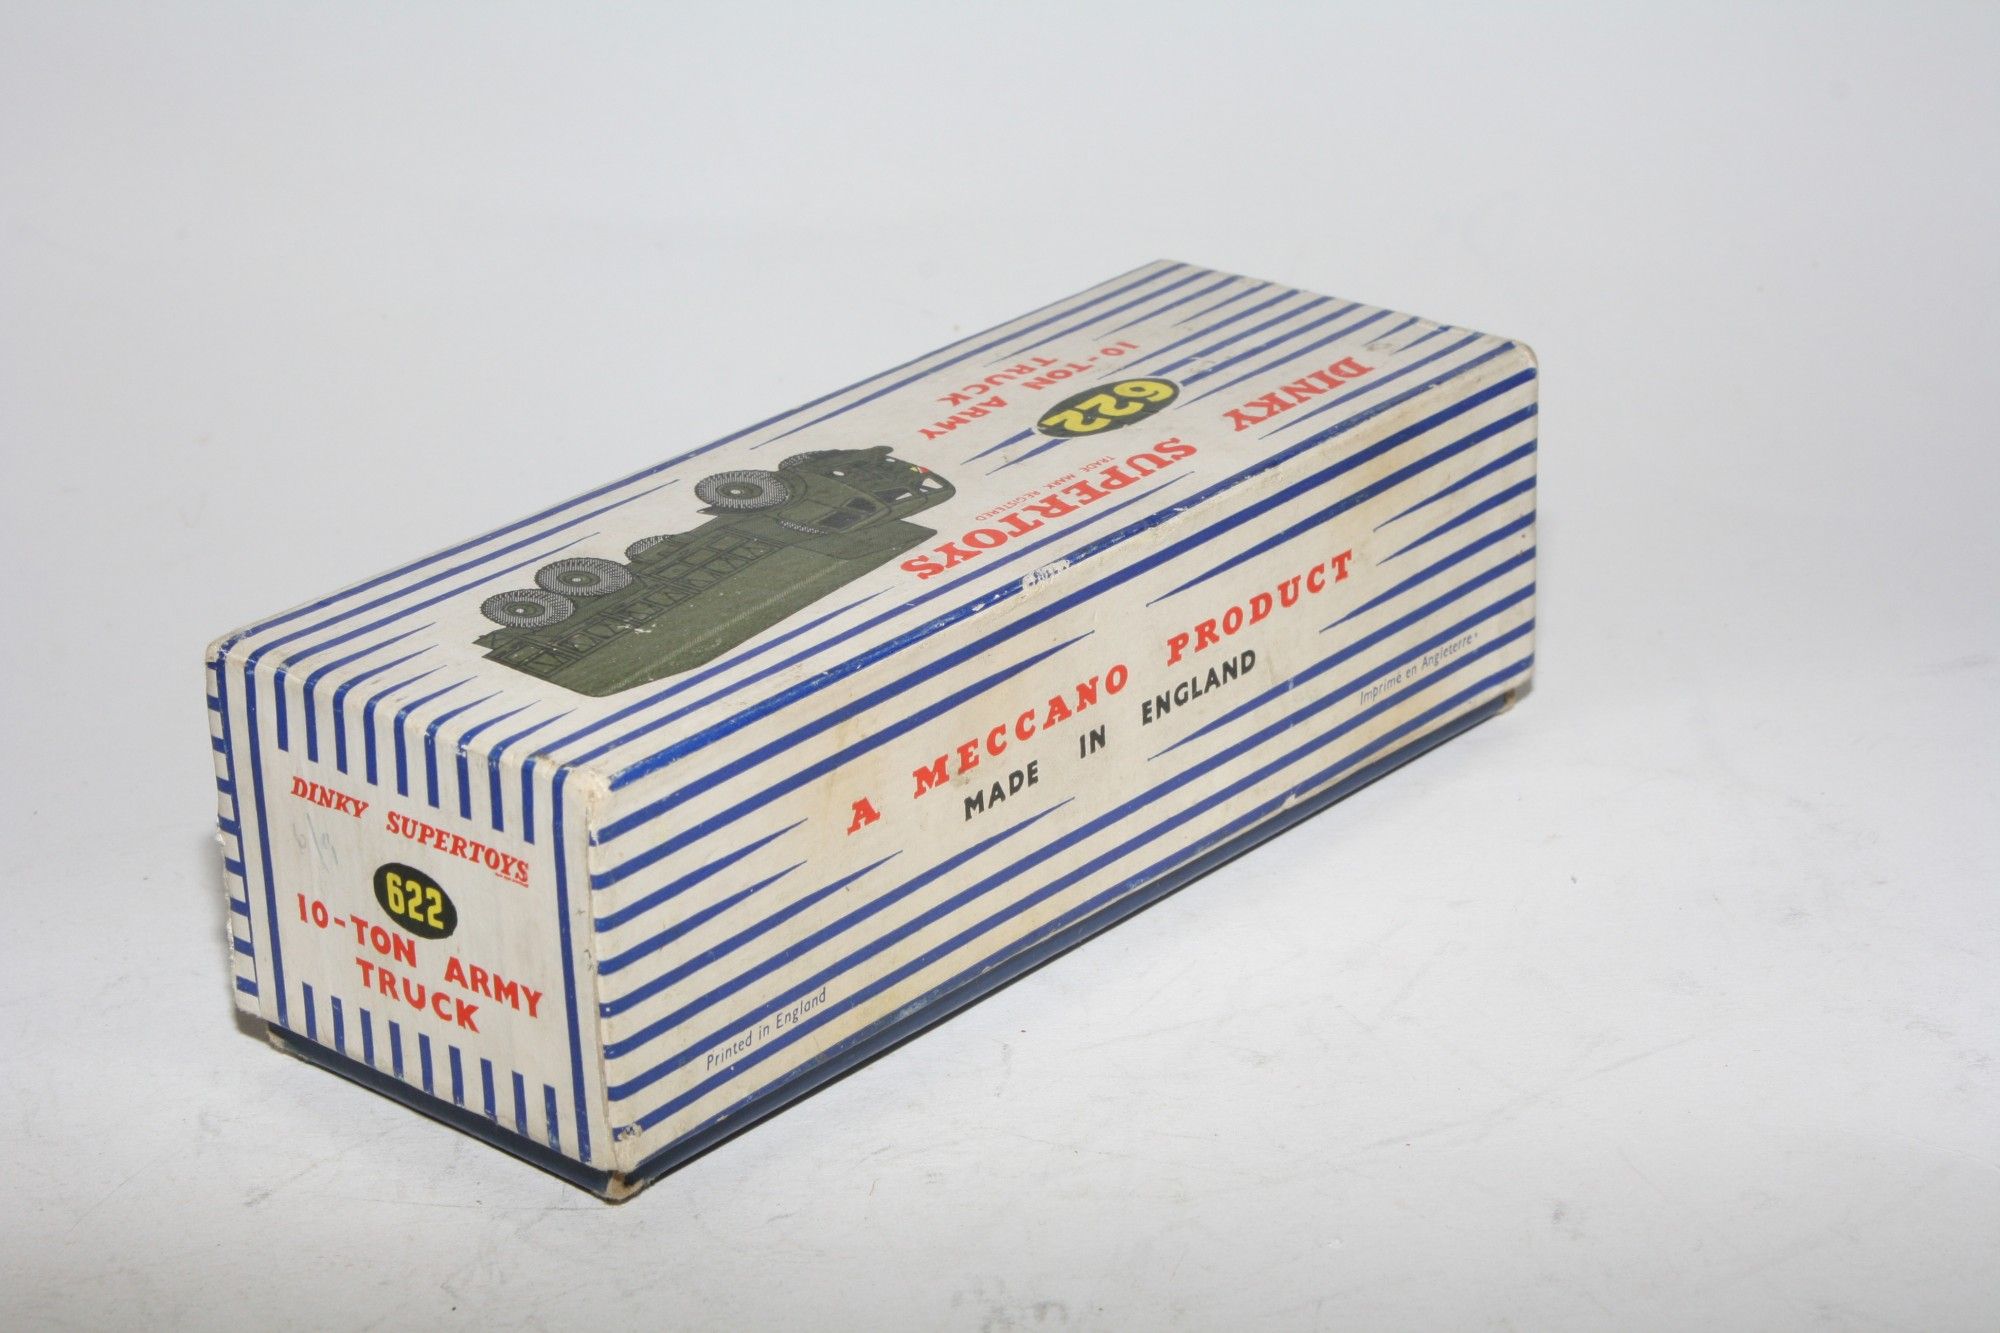 DINKY SUPERTOYS
TRADE MARK REGISTERED
622
10-TON ARMY
TRUCK
A MECCANO PRODUCT
MADE IN ENGLAND
Printed in England
Imprimé en Angleterre
DINKY SUPERTOYS
622
10-TON ARMY
TRUCK